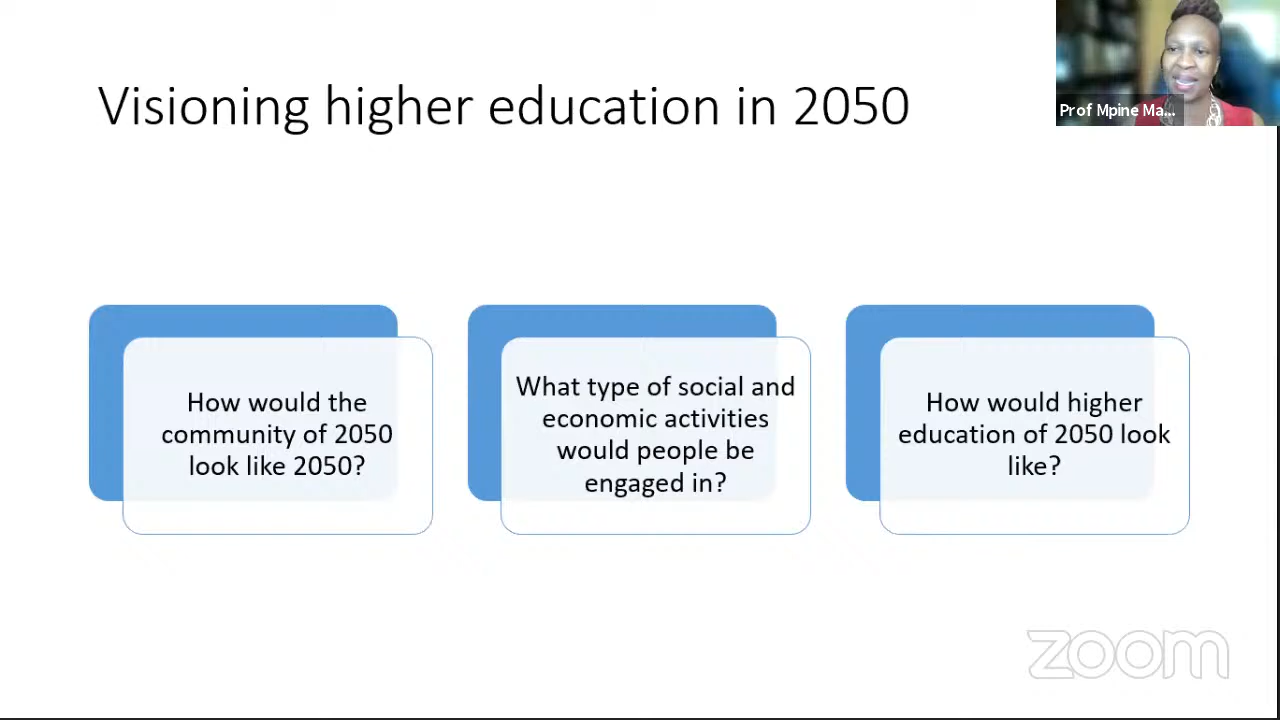 Visioning higher education in 2050
Prof Mpine Ma...
How would the
community of 2050
look like 2050?
What type of social and
economic activities
would people be
engaged in?
How would higher
education of 2050 look
like?
zoom